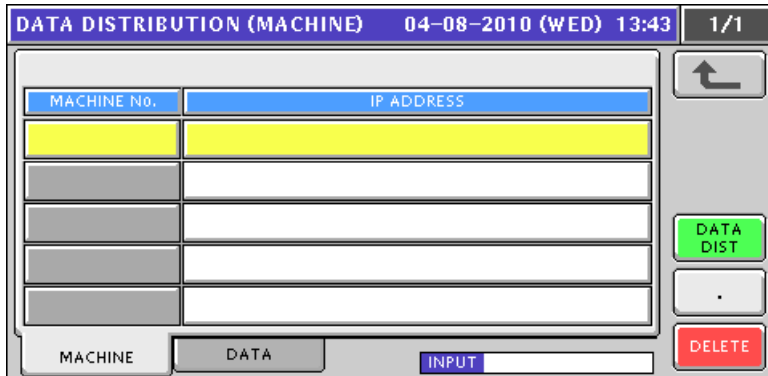 DATA DISTRIBUTION (MACHINE) 04-08-2010 (WED) 13:43 1/1
MACHINE No. IP ADDRESS
DATA
DIST
.
DELETE
MACHINE DATA INPUT